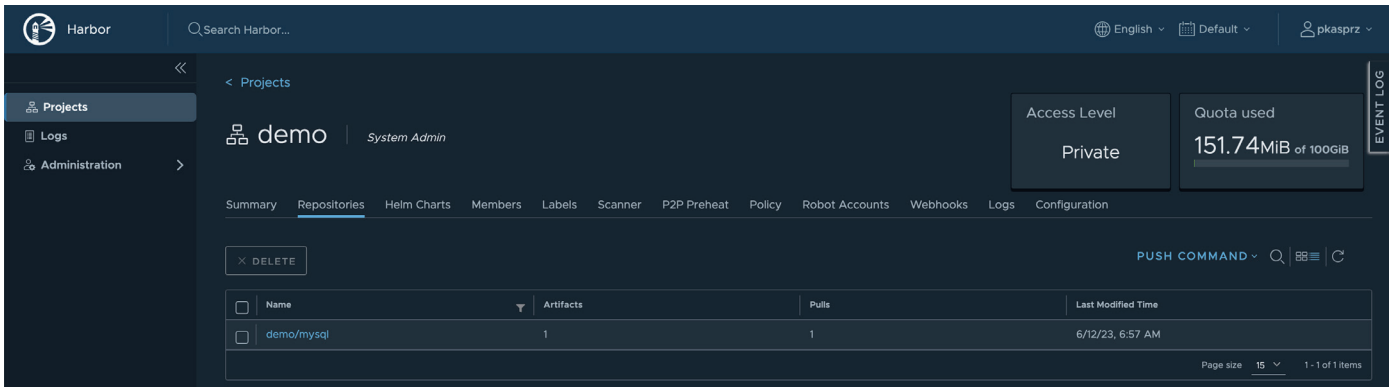 Harbor
Search Harbor...
English
Default
pkasprz
Projects
Logs
Administration
< Projects
demo
System Admin
Access Level
Private
Quota used
151.74MiB of 100GiB
EVENT LOG
Summary Repositories Helm Charts Members Labels Scanner P2P Preheat Policy Robot Accounts Webhooks Logs Configuration
× DELETE
PUSH COMMAND
Name Artifacts Pulls Last Modified Time
demo/mysql 1 1 6/12/23, 6:57 AM
Page size 15 1 - 1 of 1 items